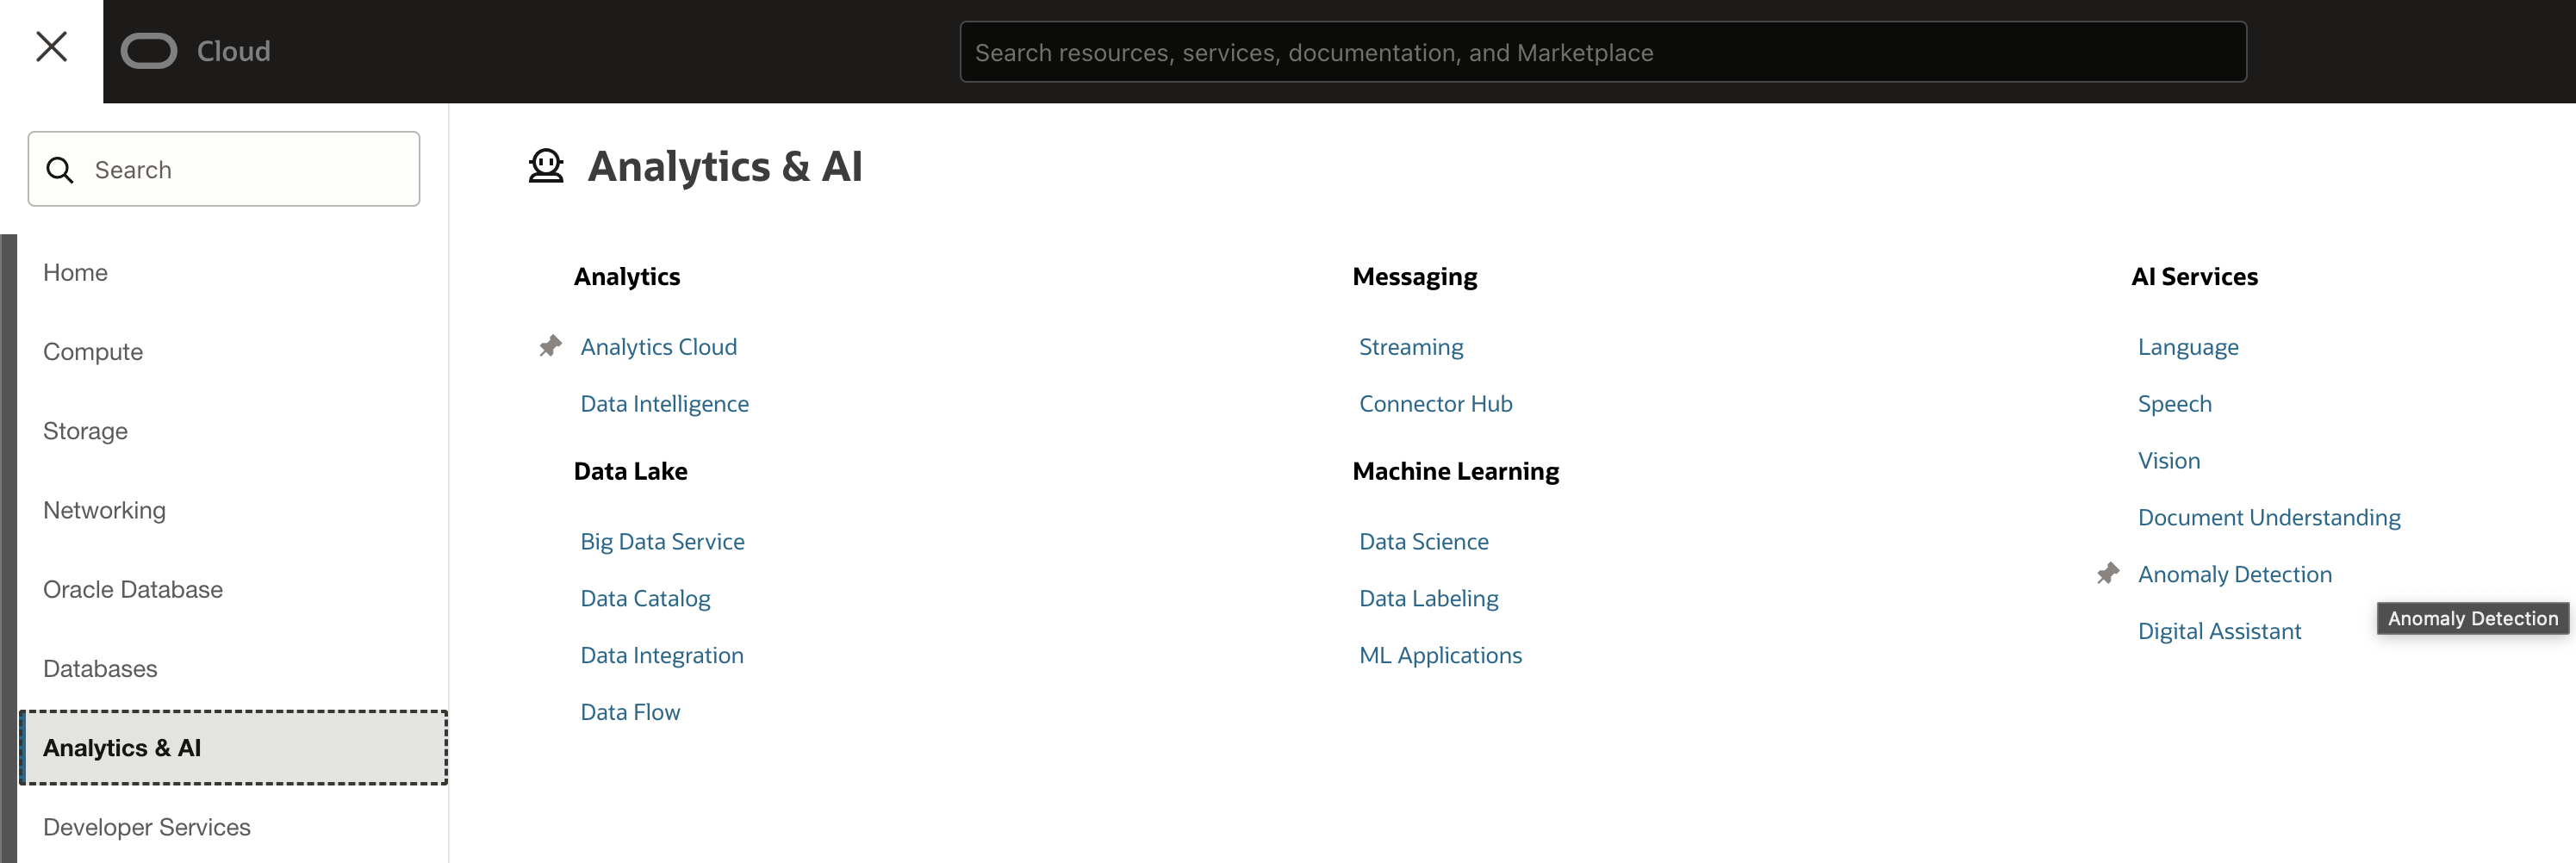 Cloud
Search resources, services, documentation, and Marketplace
Search
Home
Compute
Storage
Networking
Oracle Database
Databases
Analytics & AI
Developer Services
Analytics & AI
Analytics
Analytics Cloud
Data Intelligence
Data Lake
Big Data Service
Data Catalog
Data Integration
Data Flow
Messaging
Streaming
Connector Hub
Machine Learning
Data Science
Data Labeling
ML Applications
AI Services
Language
Speech
Vision
Document Understanding
Anomaly Detection
Anomaly Detection
Digital Assistant